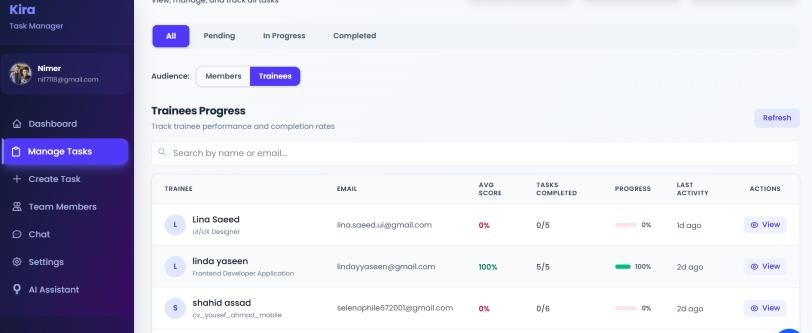 Kira
Task Manager
Nimer
nif7118@gmail.com
Dashboard
Manage Tasks
Create Task
Team Members
Chat
Settings
AI Assistant
View, manage, and track all tasks
All Pending In Progress Completed
Audience: Members Trainees
Trainees Progress
Track trainee performance and completion rates
Refresh
Search by name or email...
TRAINEE EMAIL AVG SCORE TASKS COMPLETED PROGRESS LAST ACTIVITY ACTIONS
L Lina Saeed lina.saeed.ui@gmail.com 0% 0/5 0% 1d ago View
UI/UX Designer
L linda yaseen lindayyaseen@gmail.com 100% 5/5 100% 2d ago View
Frontend Developer Application
S shahid assad selenophile672001@gmail.com 0% 0/6 0% 2d ago View
cv_yousef_ahmad_mobile